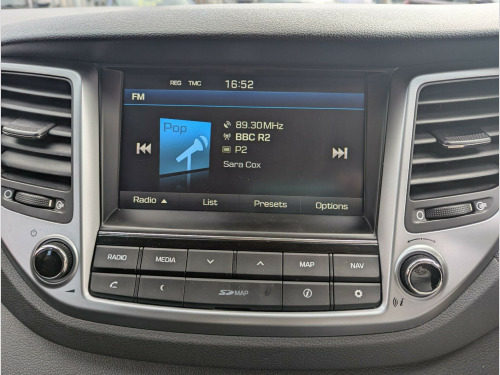 REG TMC 16:52
FM
Pop
89.30MHz
BBC R2
P2
Sara Cox
Radio List Presets Options
RADIO MEDIA MAP NAV
SD MAP